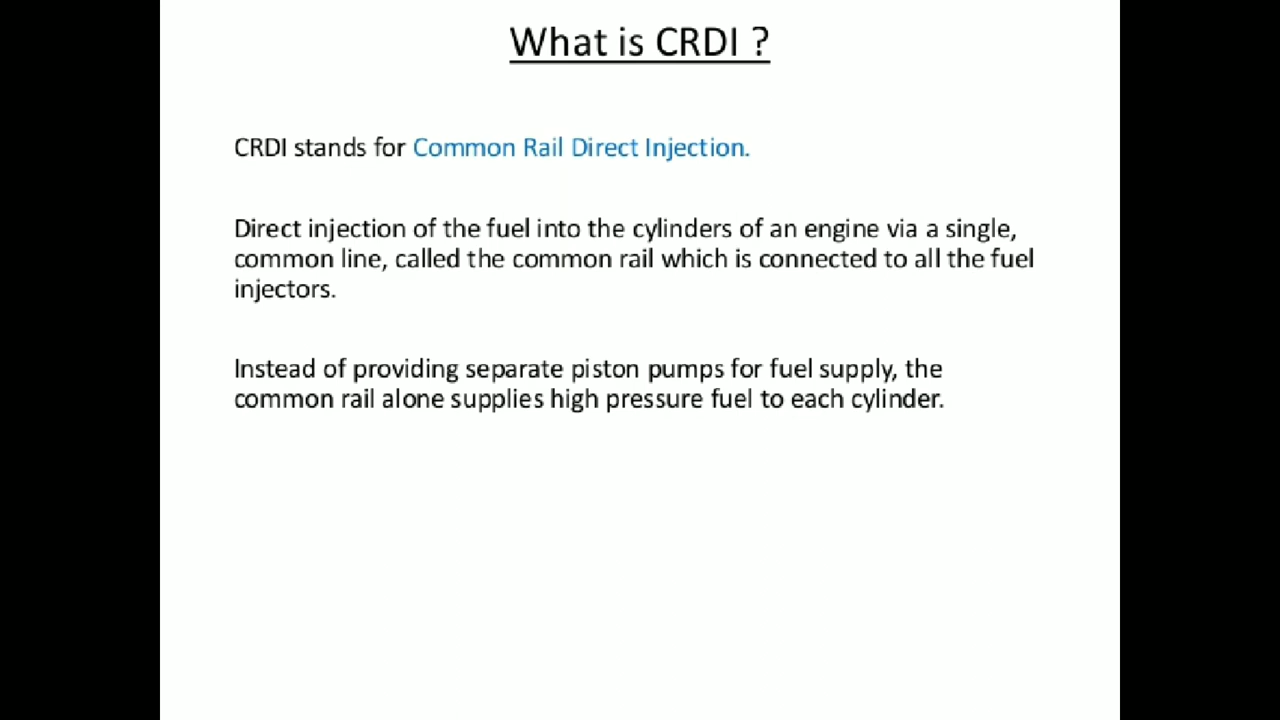 What is CRDI ?
CRDI stands for Common Rail Direct Injection.
Direct injection of the fuel into the cylinders of an engine via a single,
common line, called the common rail which is connected to all the fuel
injectors.
Instead of providing separate piston pumps for fuel supply, the
common rail alone supplies high pressure fuel to each cylinder.